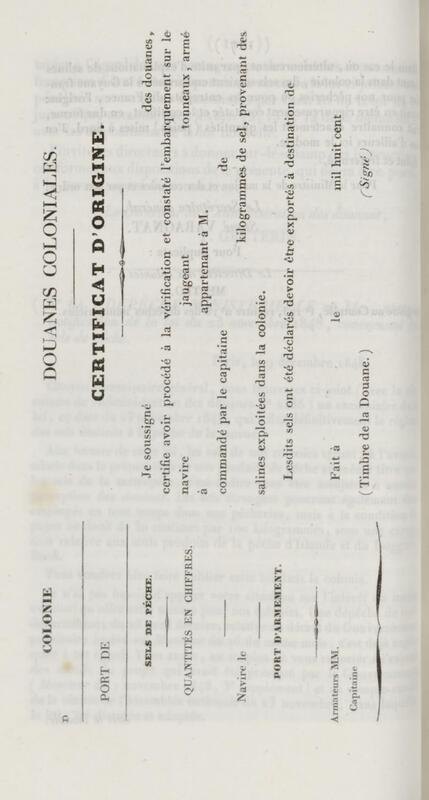 D
COLONIE
PORT DE
SELS DE PÊCHE.
QUANTITÉS EN CHIFFRES.
Navire le
PORT D'ARMEMENT.
Armateurs MM.
Capitaine
DOUANES COLONIALES.
CERTIFICAT D'ORIGINE.
Je soussigné des douanes,
certifie avoir procédé à la vérification et constaté l'embarquement sur le
navire jaugeant tonneaux, armé
à appartenant à M.
commandé par le capitaine de
kilogrammes de sel, provenant des
salines exploitées dans la colonie.
Lesdits sels ont été déclarés devoir être exportés à destination de
Fait à le mil huit cent
(Timbre de la Douane.) (Signé)